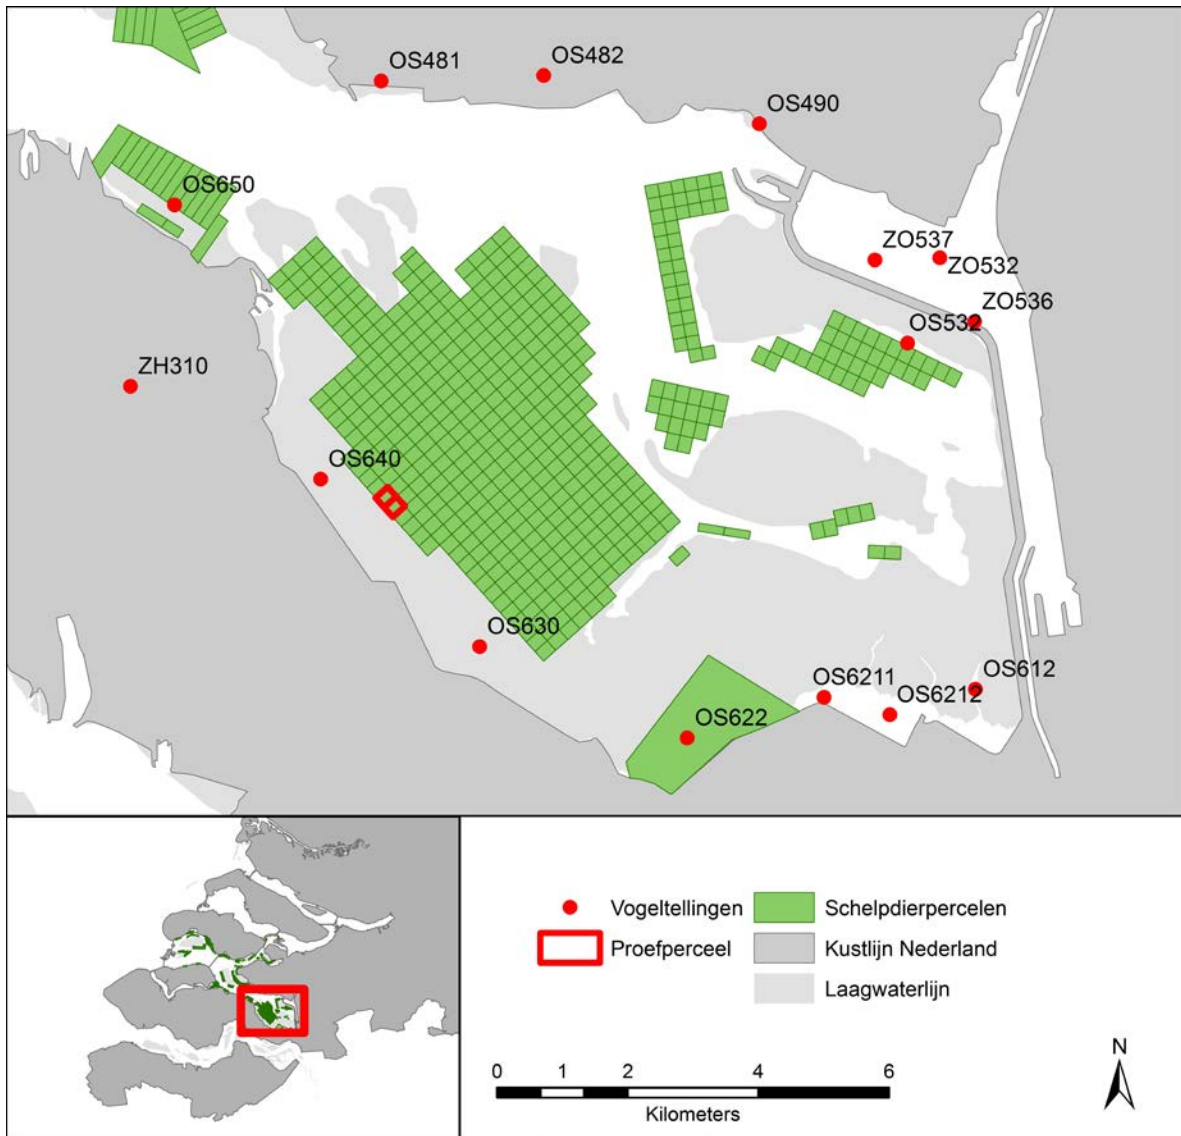 OS481
OS482
OS490
OS650
ZO537
ZO532
ZO536
OS532
ZH310
OS640
OS630
OS6211
OS612
OS6212
OS622
Vogeltellingen
Schelpdierpercelen
Proefperceel
Kustlijn Nederland
Laagwaterlijn
0 1 2 4 6
Kilometers
N